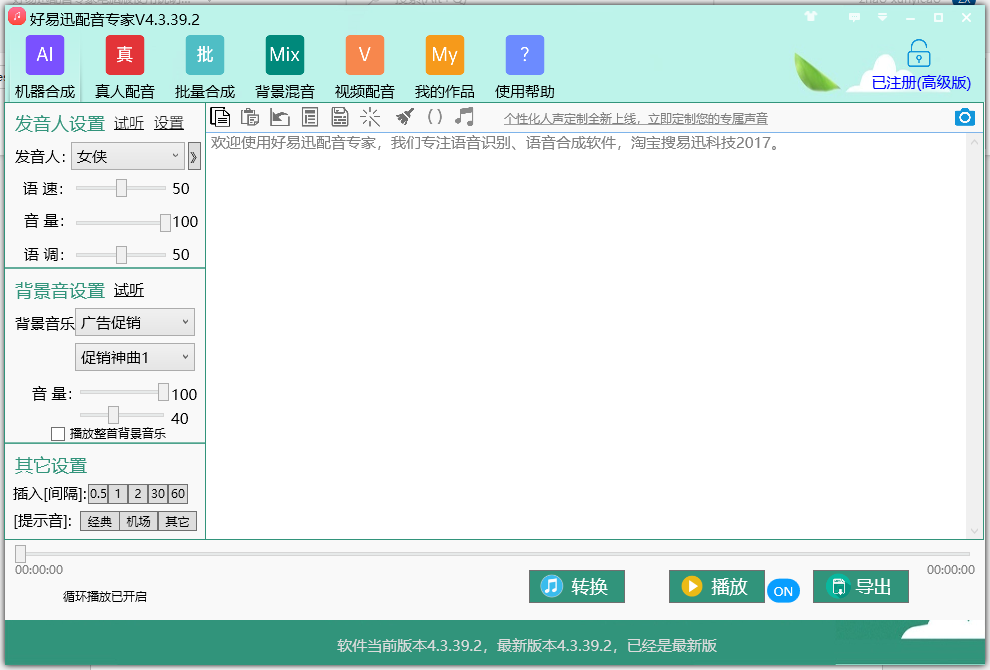 好易迅配音专家V4.3.39.2
AI 真 批 Mix V My ?
机器合成 真人配音 批量合成 背景混音 视频配音 我的作品 使用帮助
已注册(高级版)
发音人设置 试听 设置
个性化人声定制全新上线，立即定制您的专属声音
欢迎使用好易迅配音专家，我们专注语音识别、语音合成软件，淘宝搜易迅科技2017。
发音人： 女侠 》
语 速： 50
音 量： 100
语 调： 50
背景音设置 试听
背景音乐 广告促销
促销神曲1
音 量： 100
40
播放整首背景音乐
其它设置
插入[间隔]: 0.5 1 2 30 60
[提示音]: 经典 机场 其它
00:00:00 00:00:00
循环播放已开启
转换 播放 ON 导出
软件当前版本4.3.39.2，最新版本4.3.39.2，已经是最新版